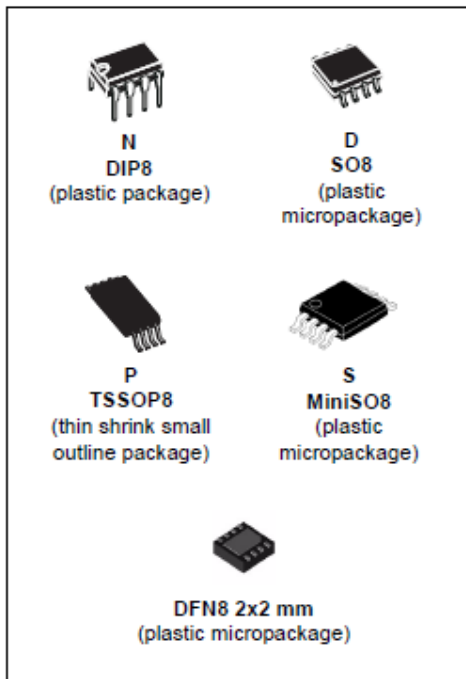 N
DIP8
(plastic package)
D
SO8
(plastic
micropackage)
P
TSSOP8
(thin shrink small
outline package)
S
MiniSO8
(plastic
micropackage)
DFN8 2x2 mm
(plastic micropackage)